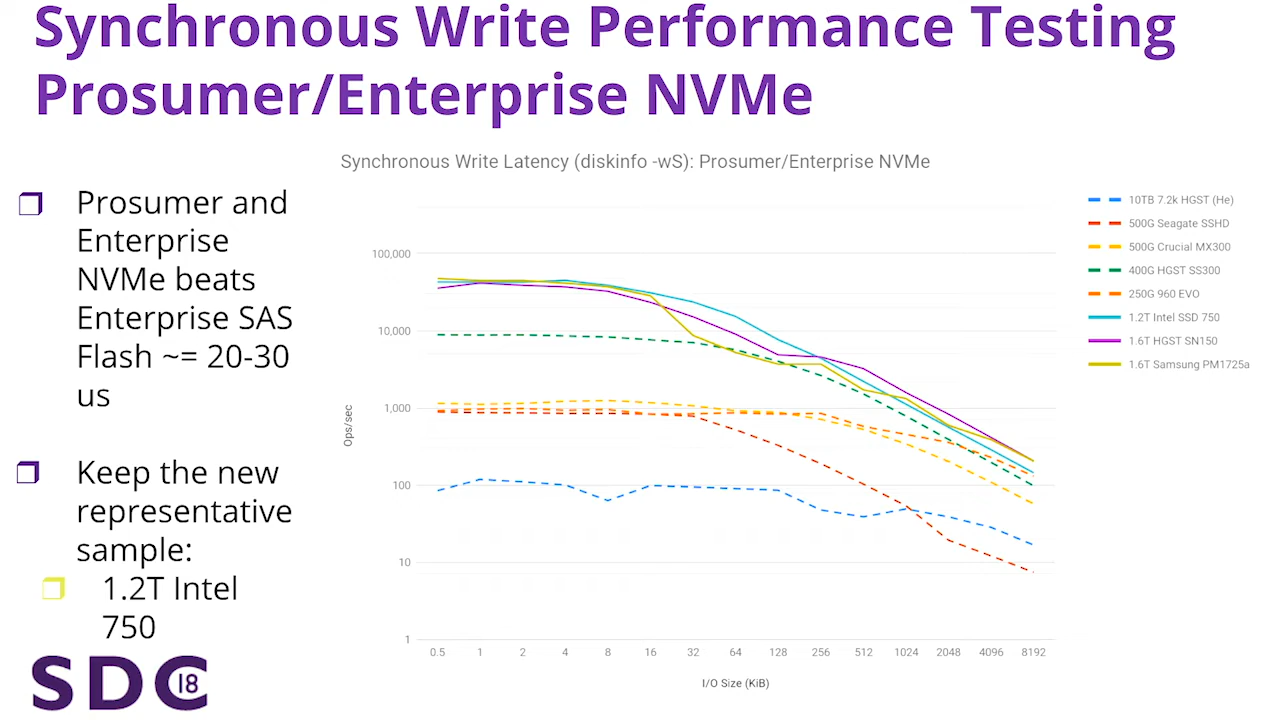 Synchronous Write Performance Testing
Prosumer/Enterprise NVMe
Prosumer and
Enterprise
NVMe beats
Enterprise SAS
Flash ~= 20-30
us
Keep the new
representative
sample:
1.2T Intel
750
SDC 18
Synchronous Write Latency (diskinfo -wS): Prosumer/Enterprise NVMe
Ops/sec
100,000
10,000
1,000
100
10
1
0.5 1 2 4 8 16 32 64 128 256 512 1024 2048 4096 8192
I/O Size (KiB)
10TB 7.2k HGST (He)
500G Seagate SSHD
500G Crucial MX300
400G HGST SS300
250G 960 EVO
1.2T Intel SSD 750
1.6T HGST SN150
1.6T Samsung PM1725a